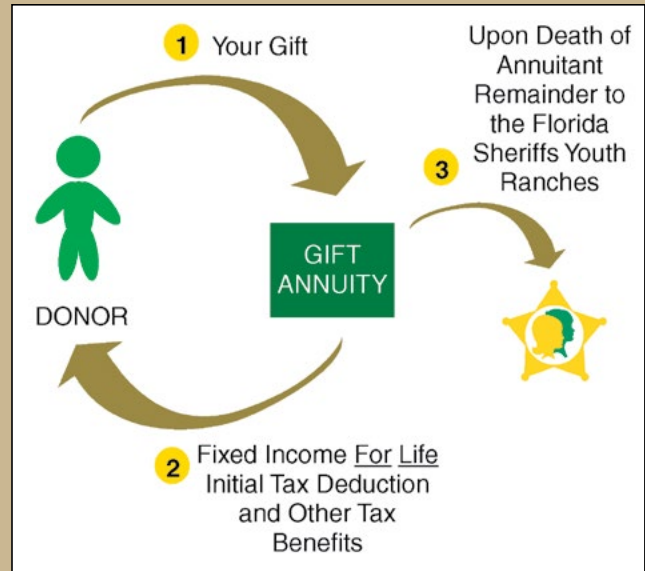 1 Your Gift
Upon Death of
Annuitant
Remainder to
the Florida
Sheriffs Youth
Ranches
3
GIFT
ANNUITY
DONOR
2 Fixed Income For Life
Initial Tax Deduction
and Other Tax
Benefits